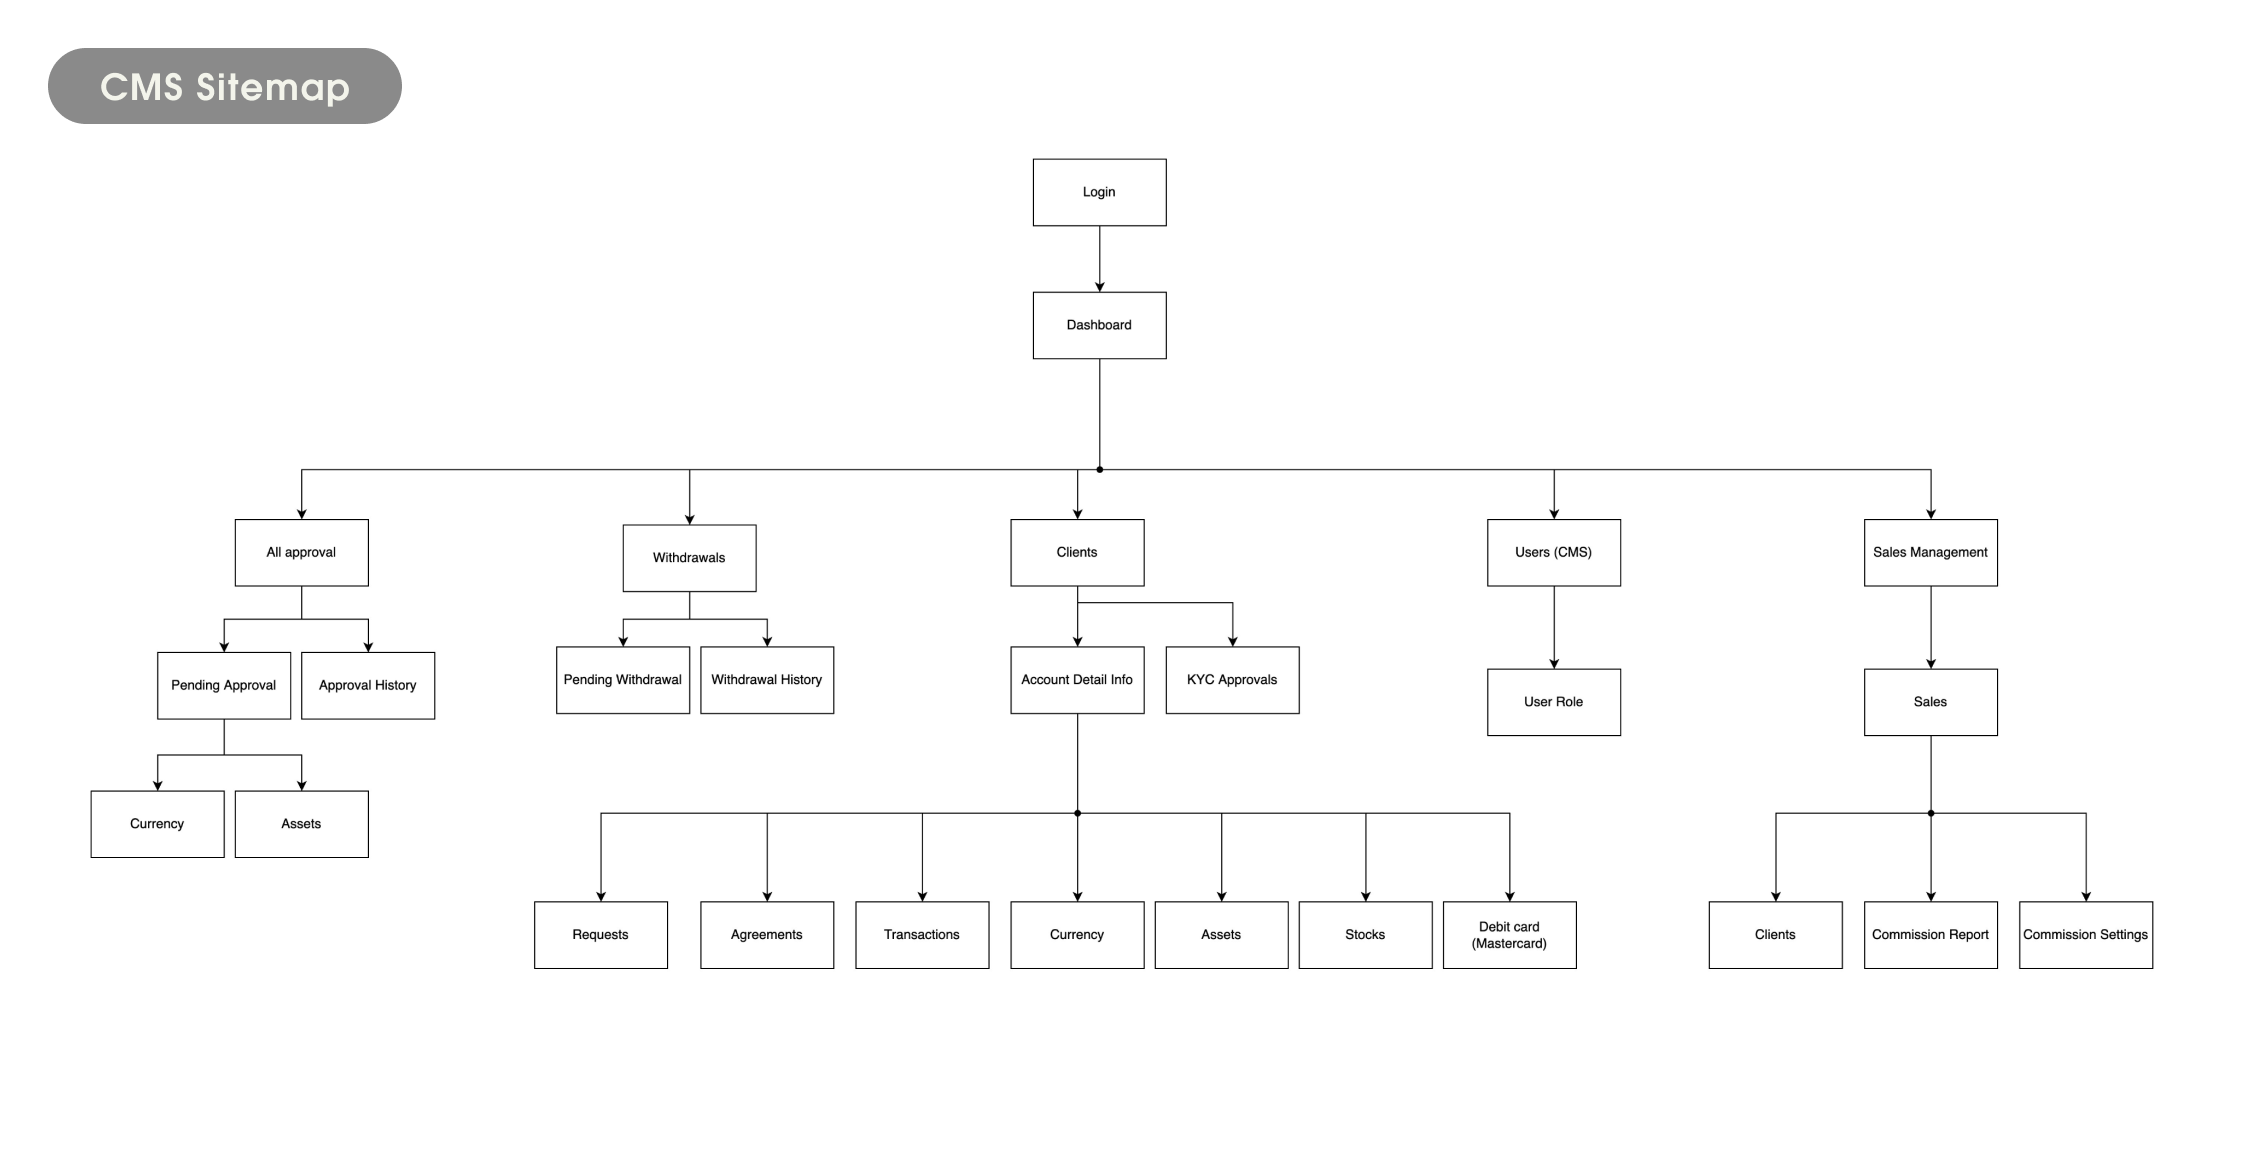 CMS Sitemap
Login
Dashboard
All approval
Withdrawals
Clients
Users (CMS)
Sales Management
Pending Approval
Approval History
Pending Withdrawal
Withdrawal History
Account Detail Info
KYC Approvals
User Role
Sales
Currency
Assets
Requests
Agreements
Transactions
Currency
Assets
Stocks
Debit card
(Mastercard)
Clients
Commission Report
Commission Settings